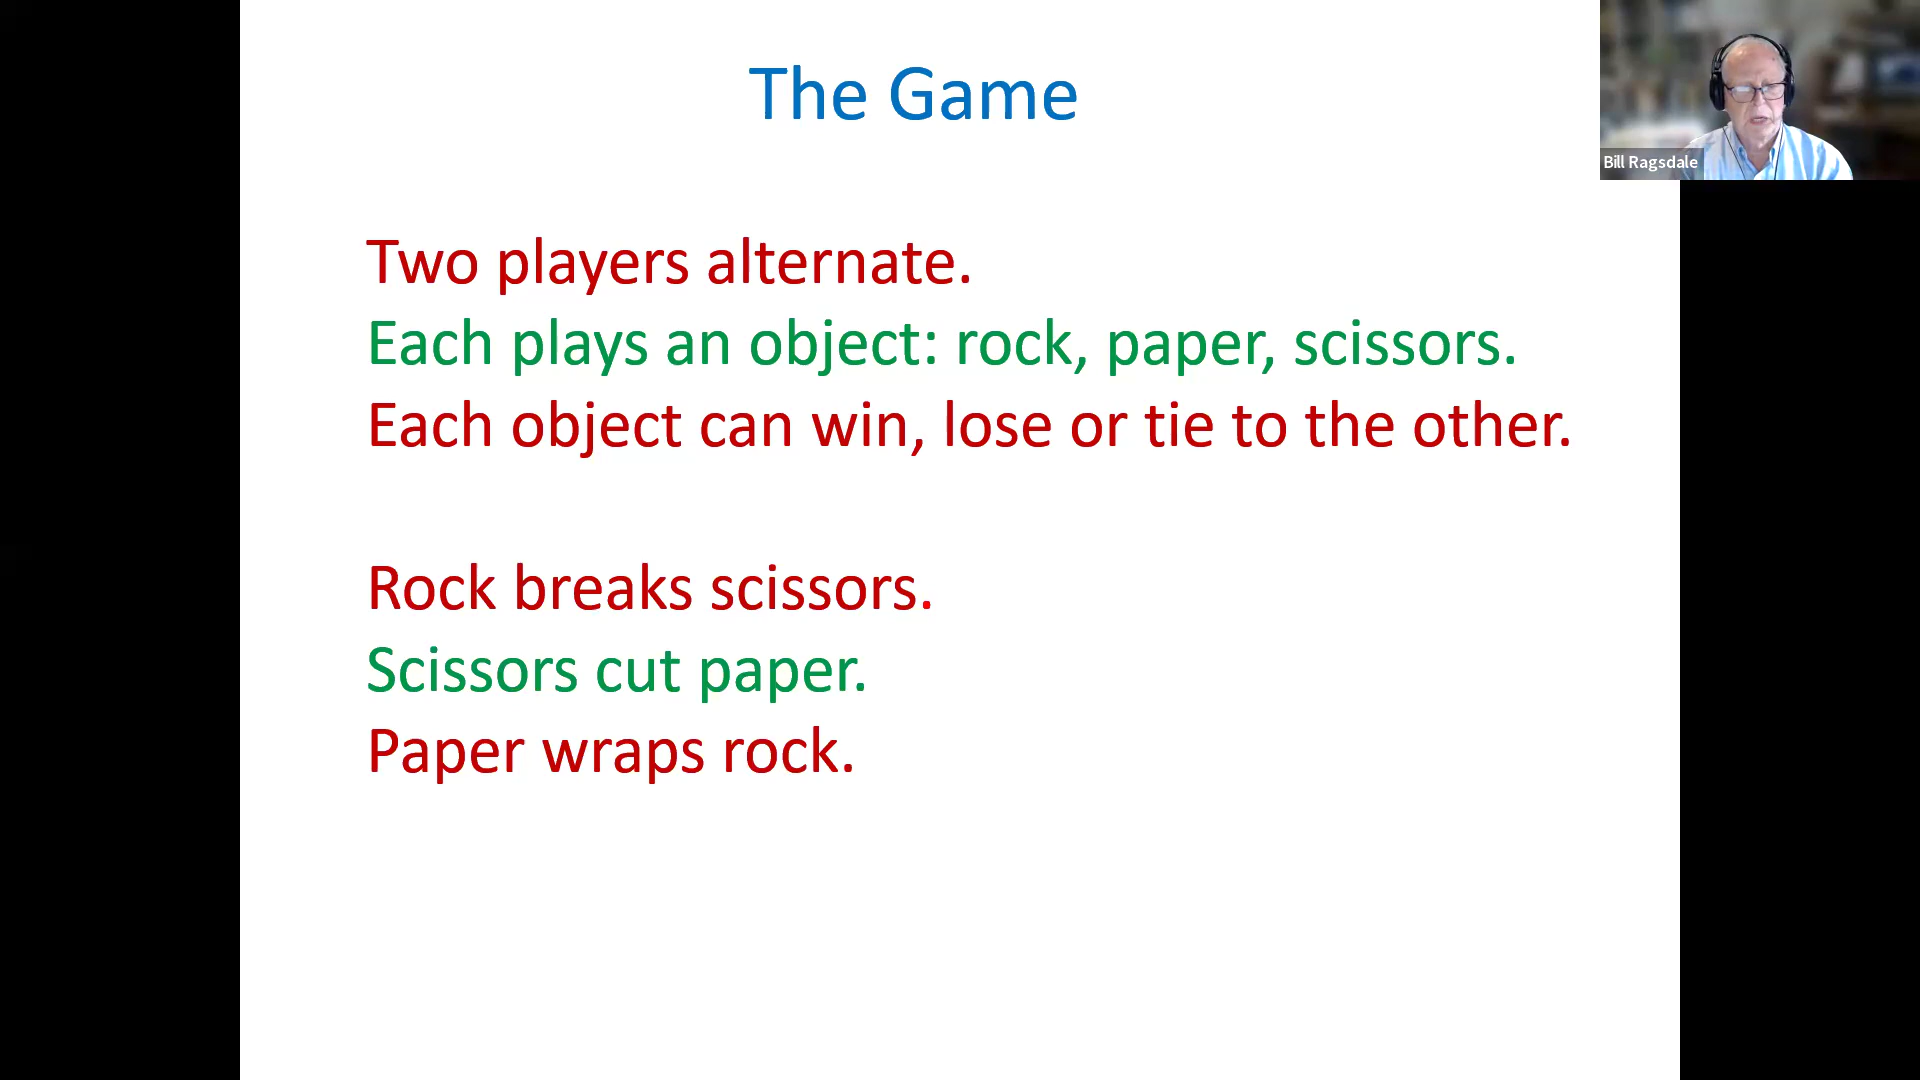 The Game
Bill Ragsdale
Two players alternate.
Each plays an object: rock, paper, scissors.
Each object can win, lose or tie to the other.
Rock breaks scissors.
Scissors cut paper.
Paper wraps rock.